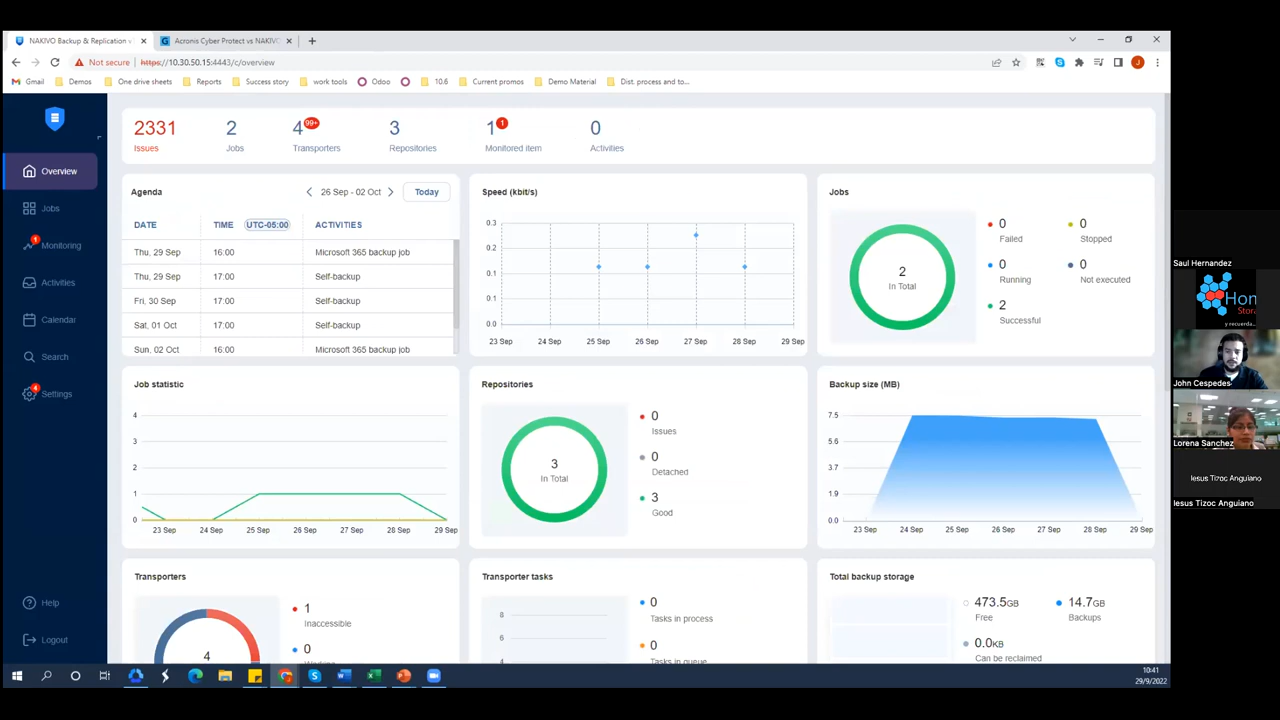 NAKIVO Backup & Replication v
Acronis Cyber Protect vs NAKIVO
Not secure https://10.30.50.15:4443/c/overview
J
Gmail Demos One drive sheets Reports Success story work tools Odoo 10.6 Current promos Demo Material Dist. process and to...
Overview
Jobs
1
Monitoring
Activities
Calendar
Search
4
Settings
Help
Logout
2331
Issues
2
Jobs
4 99+
Transporters
3
Repositories
1 1
Monitored item
0
Activities
Agenda
26 Sep - 02 Oct
Today
DATE TIME UTC-05:00 ACTIVITIES
Thu, 29 Sep 16:00 Microsoft 365 backup job
Thu, 29 Sep 17:00 Self-backup
Fri, 30 Sep 17:00 Self-backup
Sat, 01 Oct 17:00 Self-backup
Sun, 02 Oct 16:00 Microsoft 365 backup job
Speed (kbit/s)
0.3
0.2
0.1
0.1
0.0
23 Sep 24 Sep 25 Sep 26 Sep 27 Sep 28 Sep 29 Sep
Jobs
2
In Total
0
Failed
0
Stopped
0
Running
0
Not executed
2
Successful
Job statistic
4
3
2
1
0
23 Sep 24 Sep 25 Sep 26 Sep 27 Sep 28 Sep 29 Sep
Repositories
3
In Total
0
Issues
0
Detached
3
Good
Backup size (MB)
7.5
5.6
3.7
1.9
0.0
23 Sep 24 Sep 25 Sep 26 Sep 27 Sep 28 Sep 29 Sep
Transporters
4
1
Inaccessible
0
Transporter tasks
8
6
0
Tasks in process
0
Tasks in queue
Total backup storage
473.5GB
Free
14.7GB
Backups
0.0KB
Can be reclaimed
10:41
29/9/2022
Saul Hernandez
Hon
Stora
y recuerda...
John Cespedes
Lorena Sanchez
Iesus Tizoc Anguiano
Iesus Tizoc Anguiano